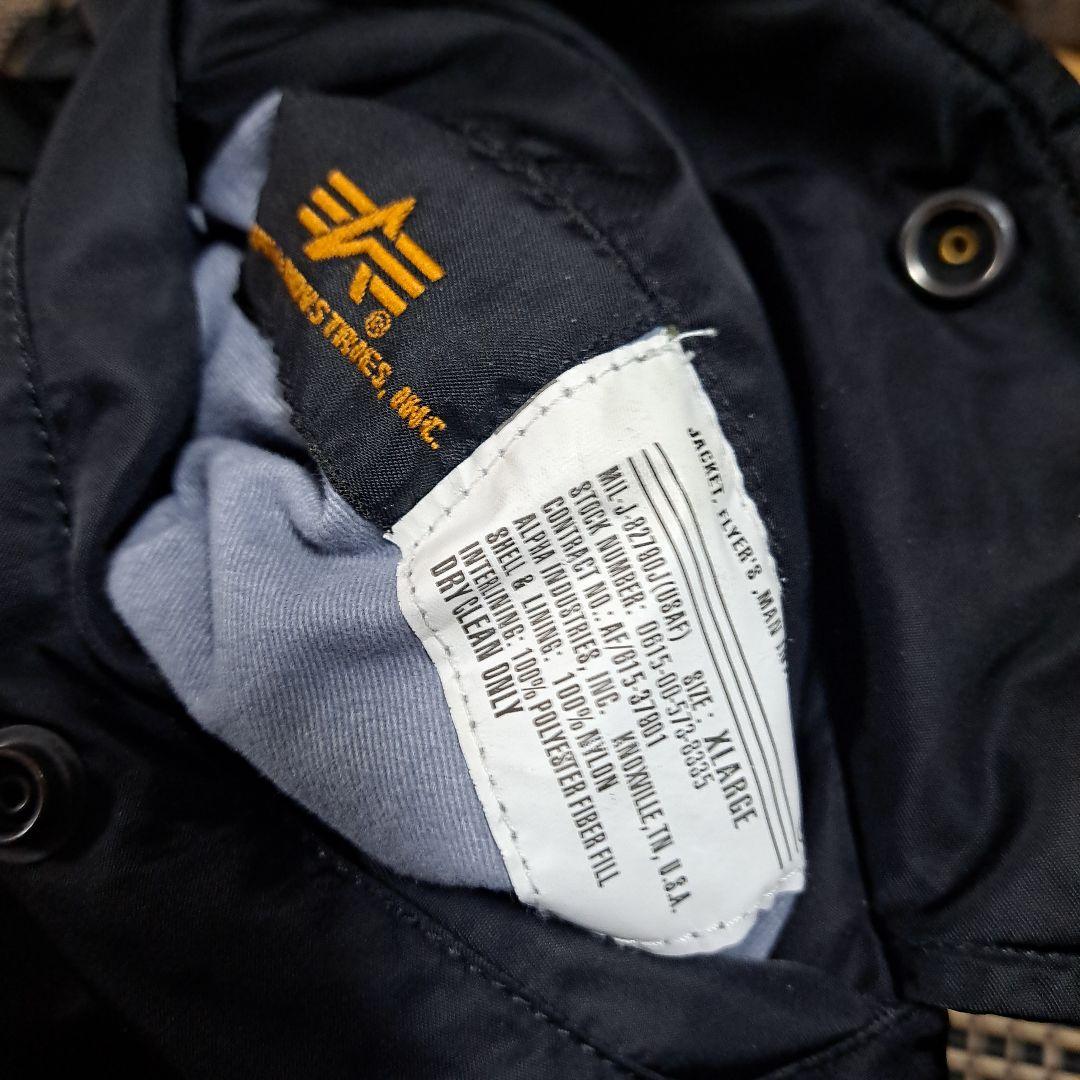 INDUSTRIES, INC.
®
JACKET, FLYER'S, MAN
SIZE: XLARGE
MIL-J-82790J(USAF)
STOCK NUMBER: 0615-00-573-8335
CONTRACT NO.: AF/815-37801
ALPHA INDUSTRIES, INC. KNOXVILLE, TN, U.S.A.
SHELL & LINING: 100% NYLON
INTERLINING: 100% POLYESTER FIBER FILL
DRY CLEAN ONLY